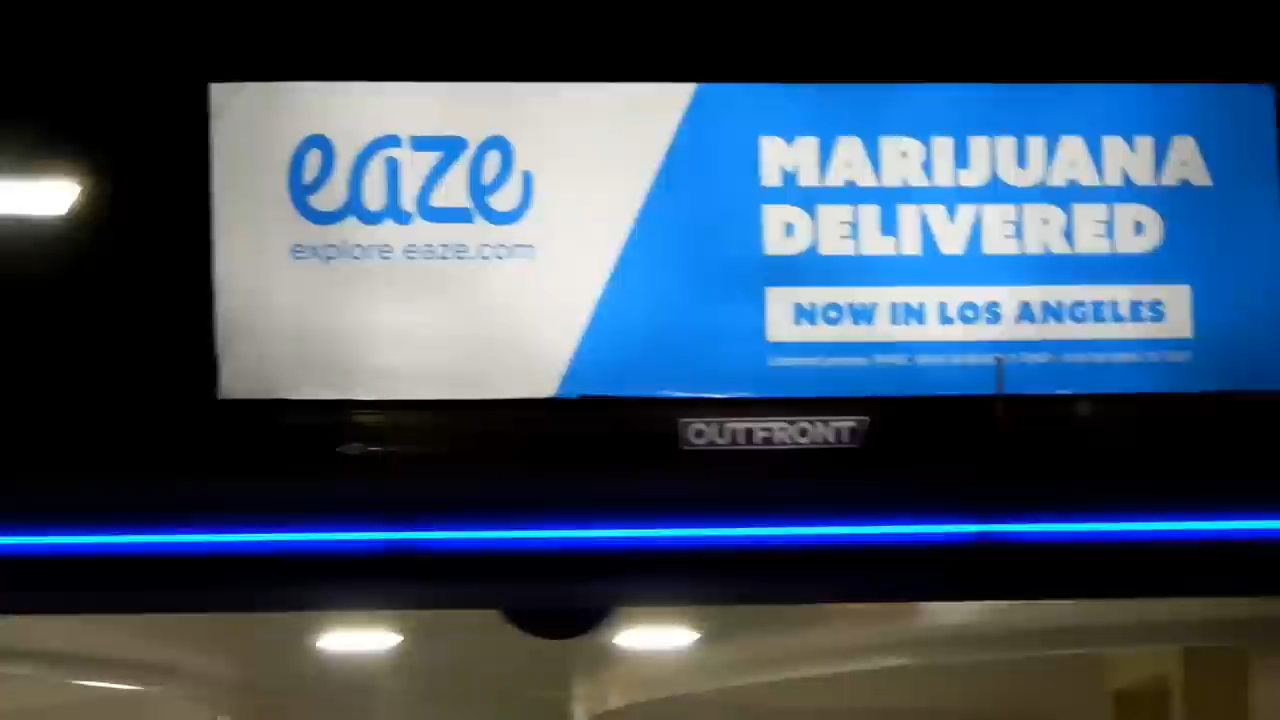 eaze
explore eaze.com
MARIJUANA
DELIVERED
NOW IN LOS ANGELES
OUTFRONT